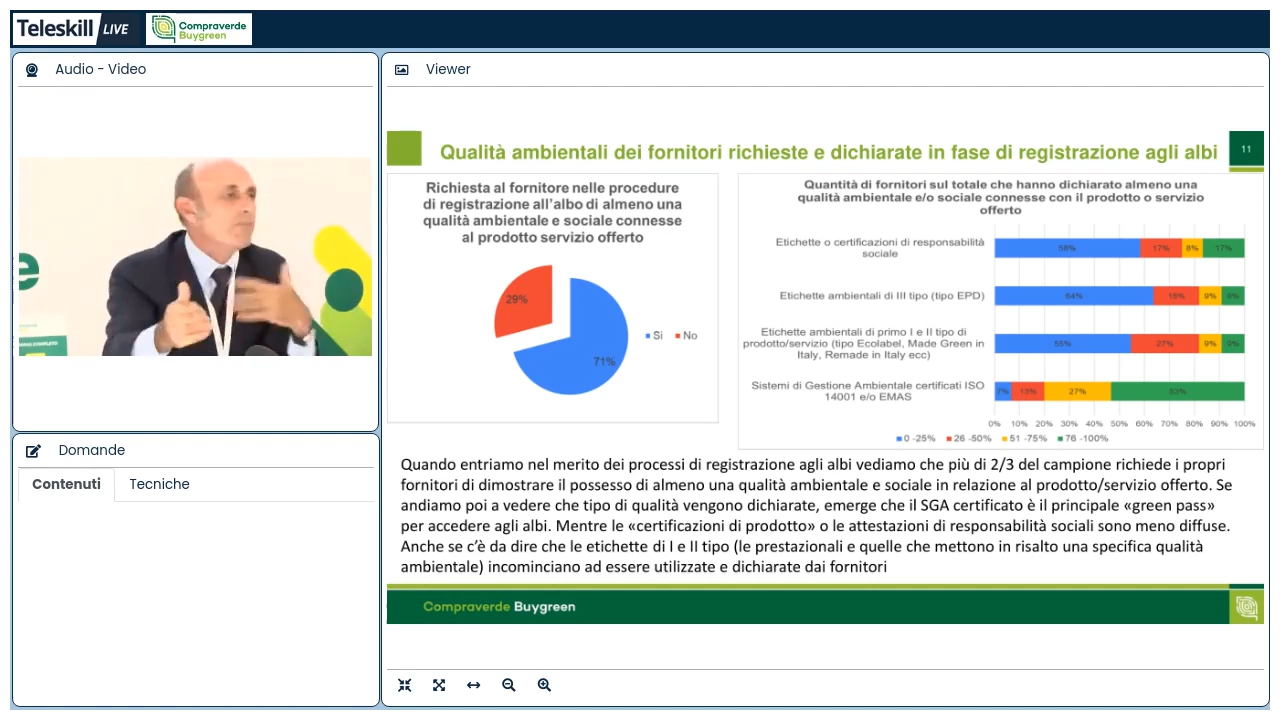 Teleskill LIVE
Compraverde
Buygreen
Audio - Video
Viewer
Qualità ambientali dei fornitori richieste e dichiarate in fase di registrazione agli albi
11
Richiesta al fornitore nelle procedure
di registrazione all'albo di almeno una
qualità ambientale e sociale connesse
al prodotto servizio offerto
29%
71%
Si
No
Quantità di fornitori sul totale che hanno dichiarato almeno una
qualità ambientale e/o sociale connesse con il prodotto o servizio
offerto
Etichette o certificazioni di responsabilità
sociale
58%
17%
8%
17%
Etichette ambientali di III tipo (tipo EPD)
64%
18%
9%
9%
Etichette ambientali di primo I e II tipo di
prodotto/servizio (tipo Ecolabel, Made Green in
Italy, Remade in Italy ecc)
55%
27%
9%
9%
Sistemi di Gestione Ambientale certificati ISO
14001 e/o EMAS
7%
13%
27%
53%
0% 10% 20% 30% 40% 50% 60% 70% 80% 90% 100%
0 -25% 26 -50% 51 -75% 76 -100%
Quando entriamo nel merito dei processi di registrazione agli albi vediamo che più di 2/3 del campione richiede i propri
fornitori di dimostrare il possesso di almeno una qualità ambientale e sociale in relazione al prodotto/servizio offerto. Se
andiamo poi a vedere che tipo di qualità vengono dichiarate, emerge che il SGA certificato è il principale «green pass»
per accedere agli albi. Mentre le «certificazioni di prodotto» o le attestazioni di responsabilità sociali sono meno diffuse.
Anche se c'è da dire che le etichette di I e II tipo (le prestazionali e quelle che mettono in risalto una specifica qualità
ambientale) incominciano ad essere utilizzate e dichiarate dai fornitori
Compraverde Buygreen
Domande
Contenuti
Tecniche